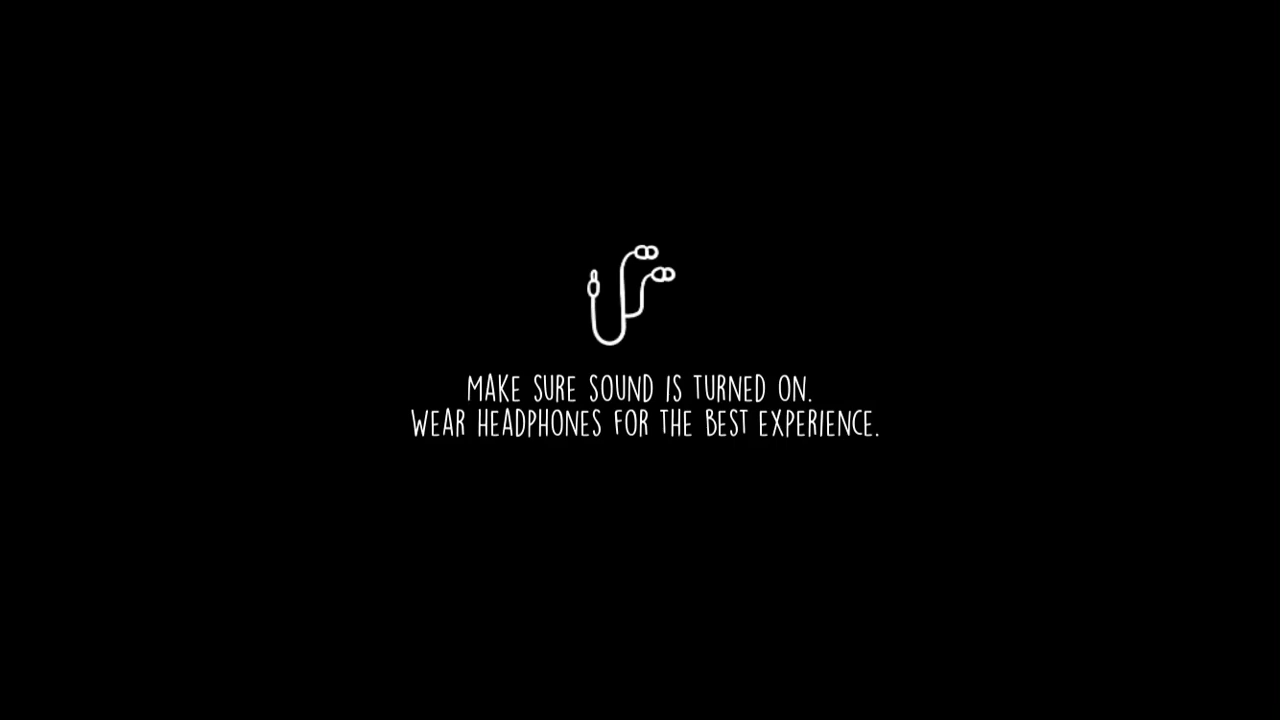 MAKE SURE SOUND IS TURNED ON.
WEAR HEADPHONES FOR THE BEST EXPERIENCE.